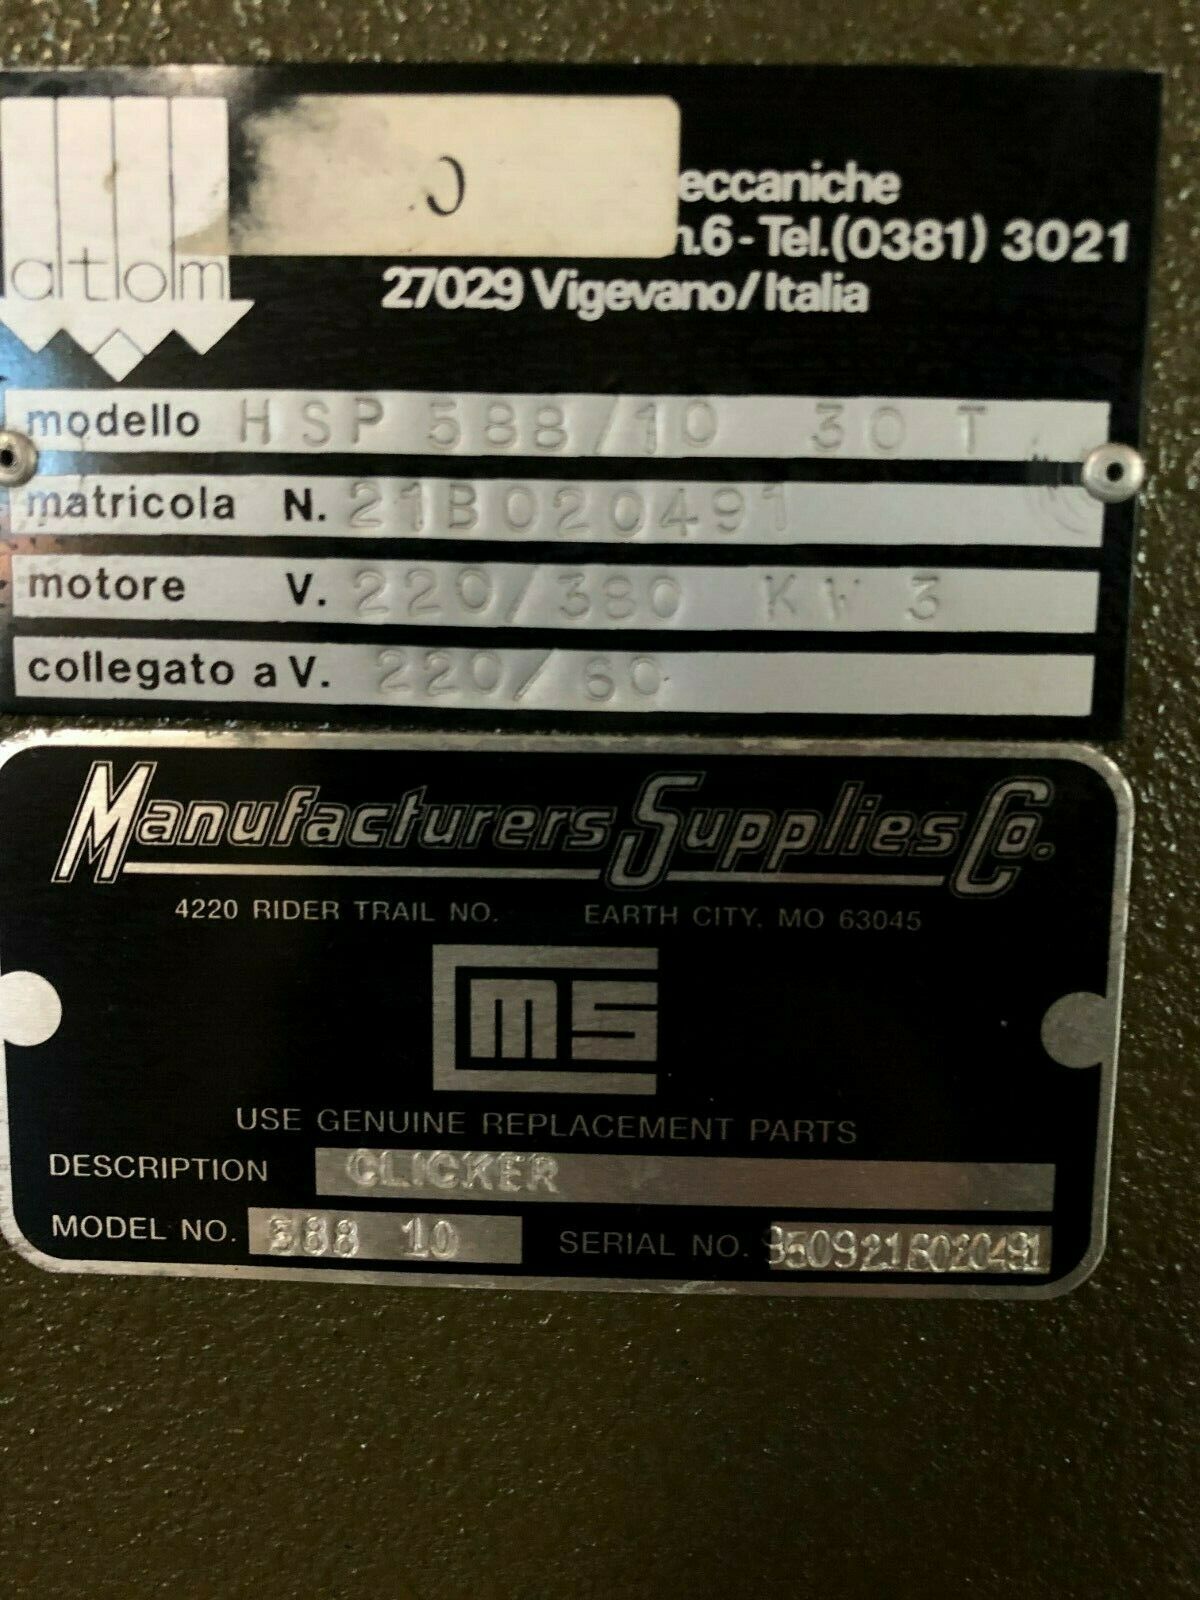 atom
eccaniche
n.6 - Tel.(0381) 3021
27029 Vigevano/Italia
modello HSP 588/10 30 T
matricola N. 21B020491
motore V. 220/380 KW 3
collegato a V. 220/60
Manufacturers Supplies Co.
4220 RIDER TRAIL NO. EARTH CITY, MO 63045
CMS
USE GENUINE REPLACEMENT PARTS
DESCRIPTION CLICKER
MODEL NO. 588 10 SERIAL NO.